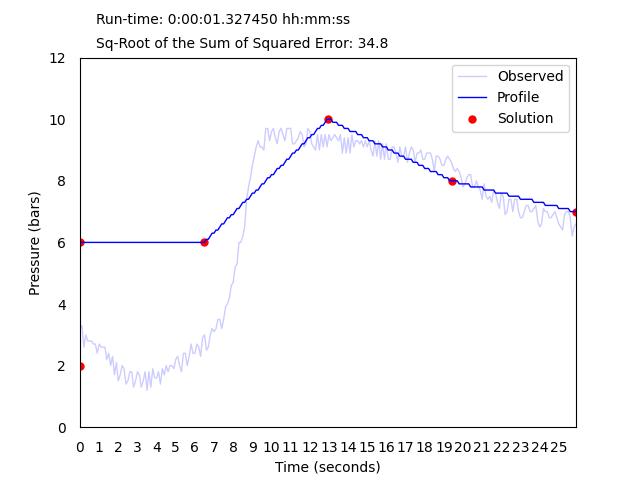 Run-time: 0:00:01.327450 hh:mm:ss
Sq-Root of the Sum of Squared Error: 34.8
12
10
8
6
4
2
0
Pressure (bars)
Observed
Profile
Solution
0 1 2 3 4 5 6 7 8 9 10 11 12 13 14 15 16 17 18 19 20 21 22 23 24 25
Time (seconds)